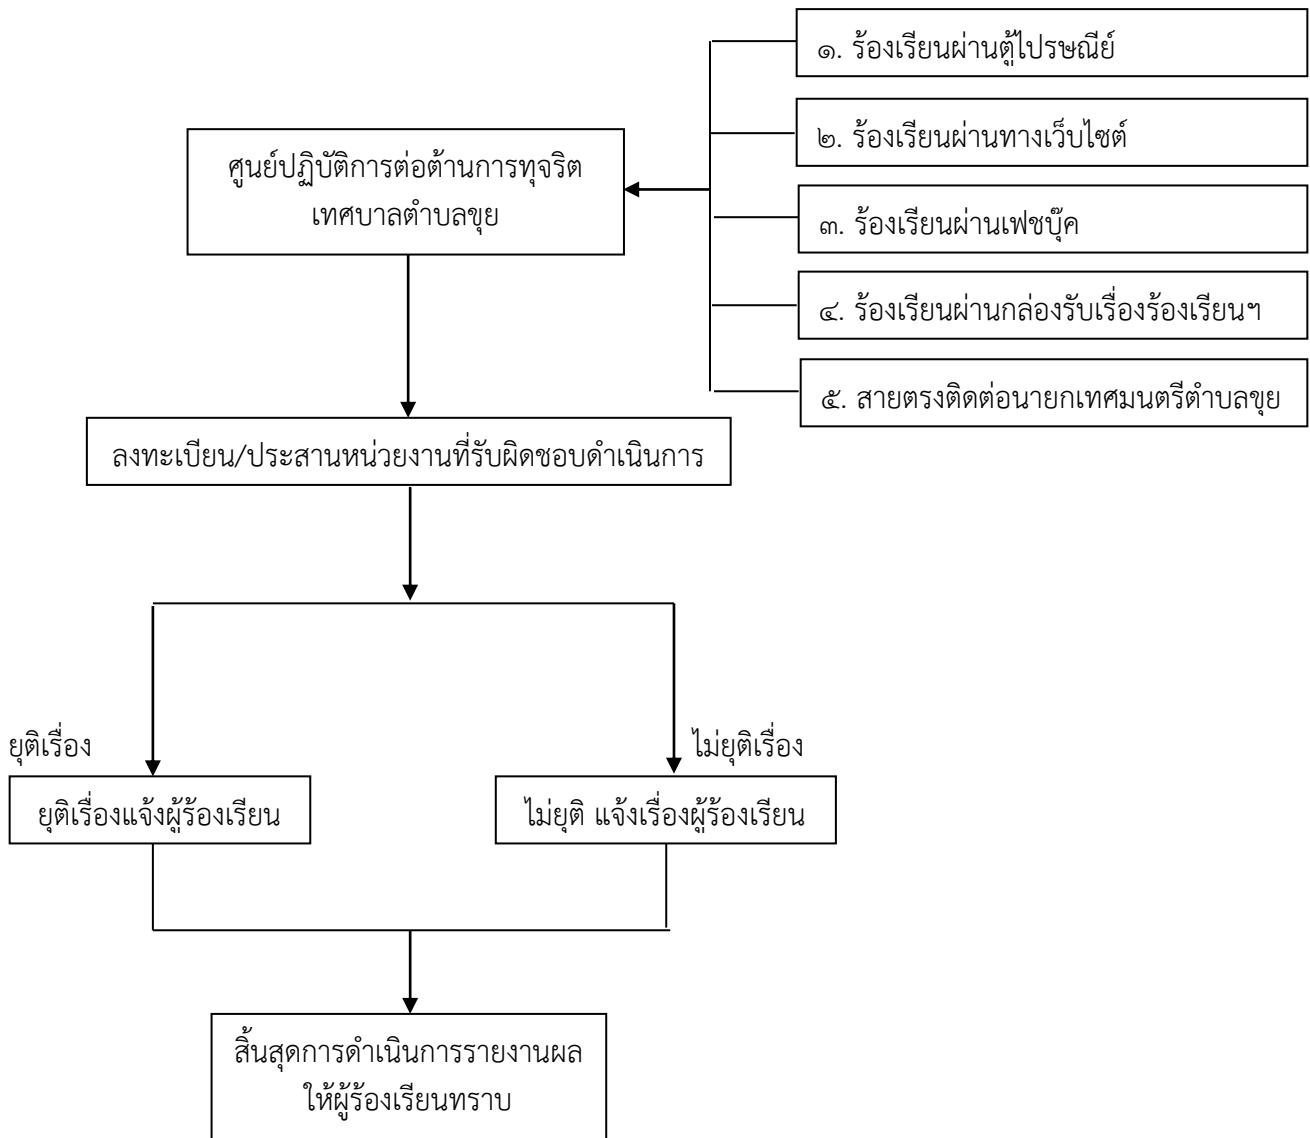 ๑. ร้องเรียนผ่านตู้ไปรษณีย์
๒. ร้องเรียนผ่านทางเว็บไซต์
ศูนย์ปฏิบัติการต่อต้านการทุจริต
เทศบาลตำบลขุย
๓. ร้องเรียนผ่านเฟชบุ๊ค
๔. ร้องเรียนผ่านกล่องรับเรื่องร้องเรียนฯ
๕. สายตรงติดต่อนายกเทศมนตรีตำบลขุย
ลงทะเบียน/ประสานหน่วยงานที่รับผิดชอบดำเนินการ
ยุติเรื่อง
ไม่ยุติเรื่อง
ยุติเรื่องแจ้งผู้ร้องเรียน
ไม่ยุติ แจ้งเรื่องผู้ร้องเรียน
สิ้นสุดการดำเนินการรายงานผล
ให้ผู้ร้องเรียนทราบ